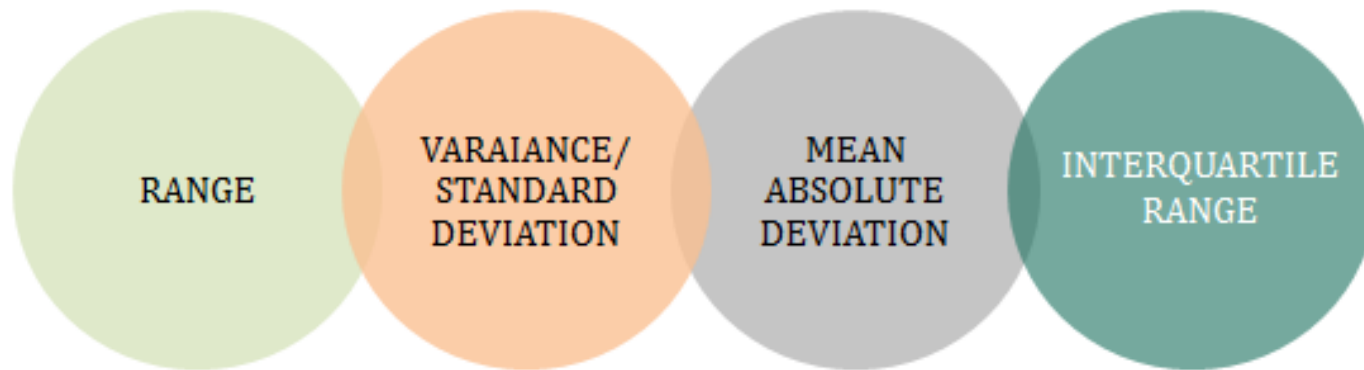 RANGE
VARAIANCE/
STANDARD
DEVIATION
MEAN
ABSOLUTE
DEVIATION
INTERQUARTILE
RANGE